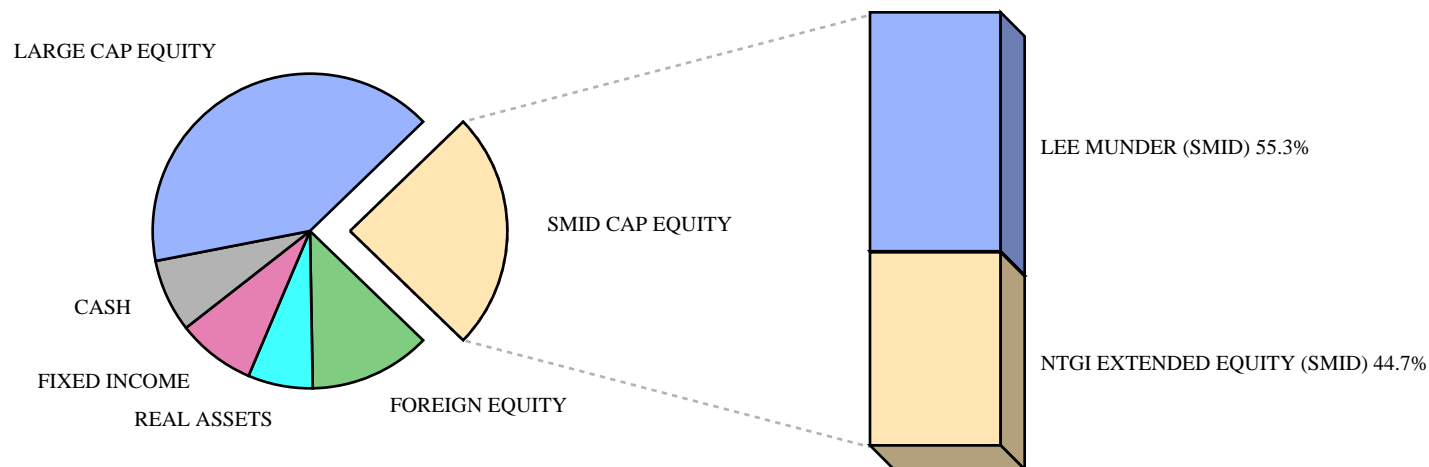 LARGE CAP EQUITY
LEE MUNDER (SMID) 55.3%
SMID CAP EQUITY
CASH
NTGI EXTENDED EQUITY (SMID) 44.7%
FIXED INCOME
FOREIGN EQUITY
REAL ASSETS